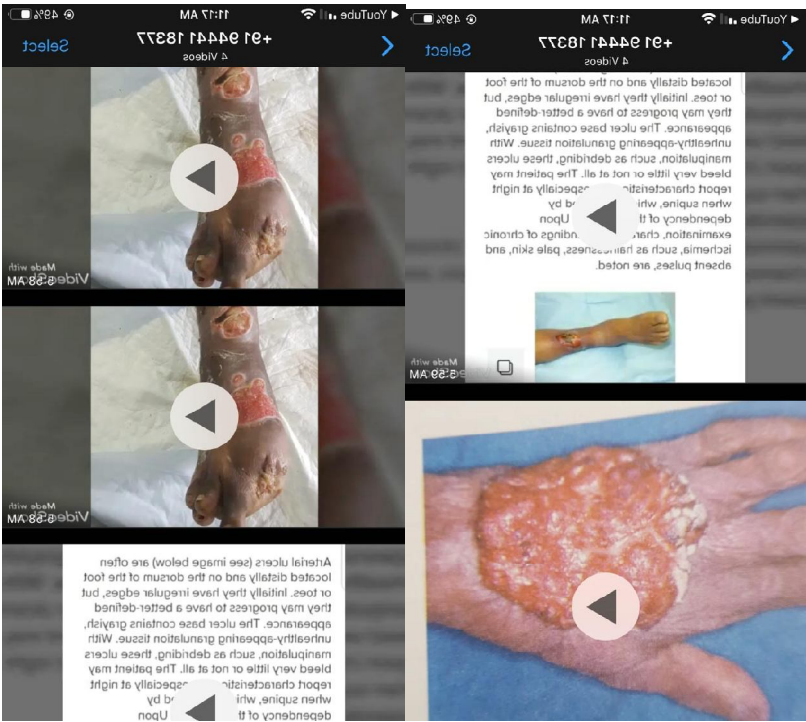 YouTube 11:17 AM 49%
+91 94441 18377
Select
4 Videos
Made with
5:58 AM
Made with
5:58 AM
Arterial ulcers (see image below) are often
located distally and on the dorsum of the foot
or toes. Initially they have irregular edges, but
they may progress to have a better-defined
appearance. The ulcer base contains grayish,
unhealthy-appearing granulation tissue. With
manipulation, such as debriding, these ulcers
bleed very little or not at all. The patient may
report especially at night
when supine, by
dependency of Upon
YouTube 11:17 AM 49%
+91 94441 18377
Select
4 Videos
located distally and on the dorsum of the foot
or toes. Initially they have irregular edges, but
they may progress to have a better-defined
appearance. The ulcer base contains grayish,
unhealthy-appearing granulation tissue. With
manipulation, such as debriding, these ulcers
bleed very little or not at all. The patient may
report especially at night
when supine, by
dependency of Upon
examination, of chronic
ischemia, such as hairlessness, pale skin, and
absent pulses, are noted.
Made with
5:59 AM